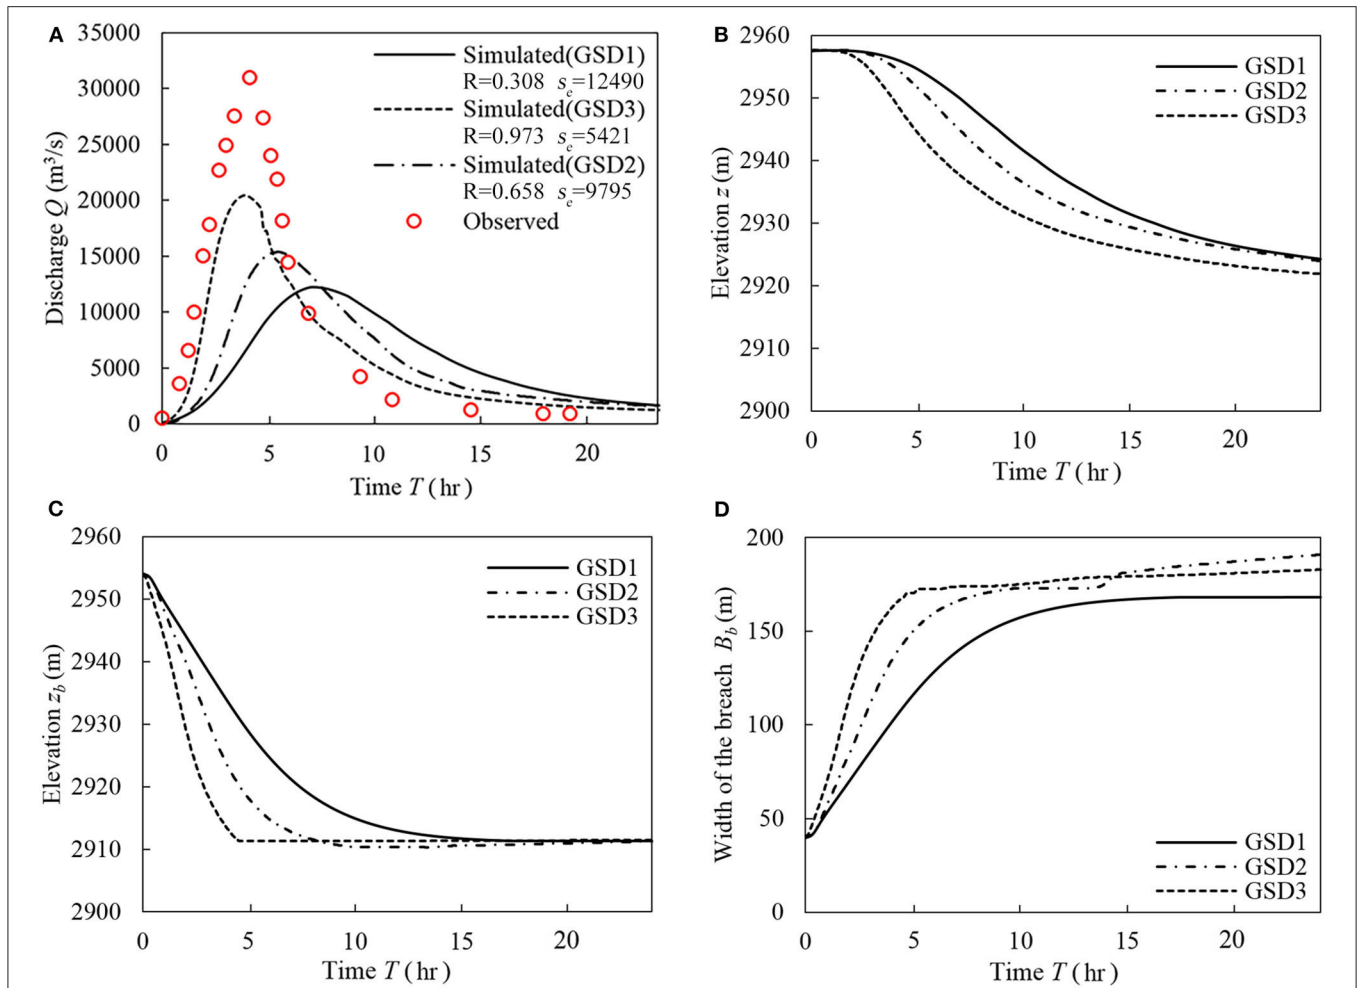 A
35000
30000
25000
20000
15000
10000
5000
0
Discharge Q (m³/s)
Simulated(GSD1)
R=0.308 sₑ=12490
Simulated(GSD3)
R=0.973 sₑ=5421
Simulated(GSD2)
R=0.658 sₑ=9795
Observed
0 5 10 15 20
Time T ( hr )
B
2960
2950
2940
2930
2920
2910
2900
Elevation z (m)
GSD1
GSD2
GSD3
0 5 10 15 20
Time T ( hr )
C
2960
2950
2940
2930
2920
2910
2900
Elevation z_b (m)
GSD1
GSD2
GSD3
0 5 10 15 20
Time T ( hr )
D
200
150
100
50
0
Width of the breach B_b (m)
GSD1
GSD2
GSD3
0 5 10 15 20
Time T ( hr )